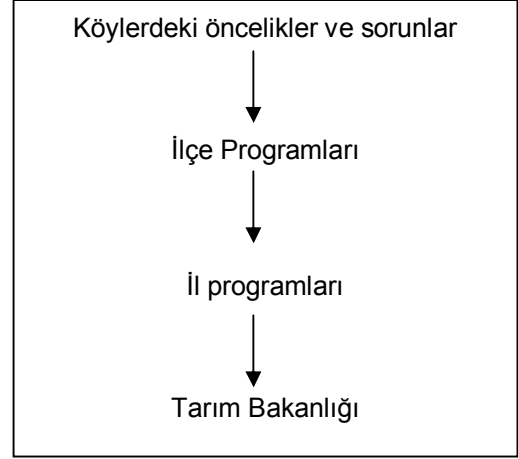 Köylerdeki öncelikler ve sorunlar
İlçe Programları
İl programları
Tarım Bakanlığı